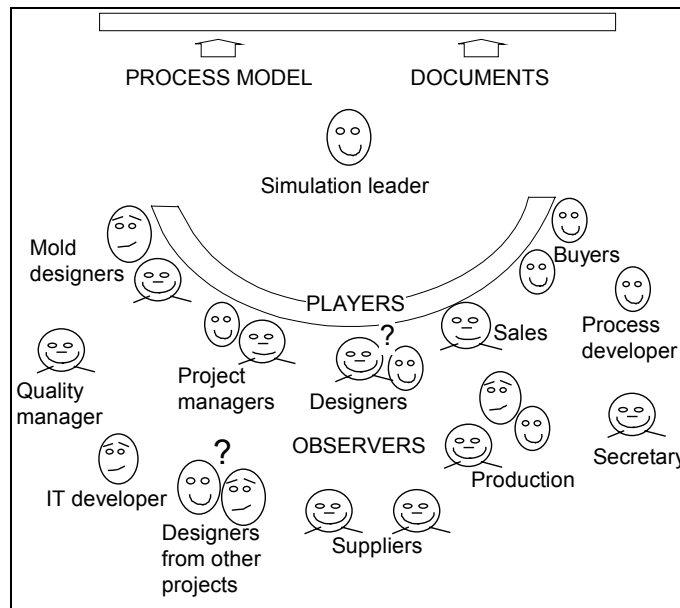 PROCESS MODEL
DOCUMENTS
Simulation leader
Mold
designers
Buyers
PLAYERS
?
Sales
Process
developer
Quality
manager
Project
managers
Designers
OBSERVERS
Production
Secretary
IT developer
?
Designers
from other
projects
Suppliers